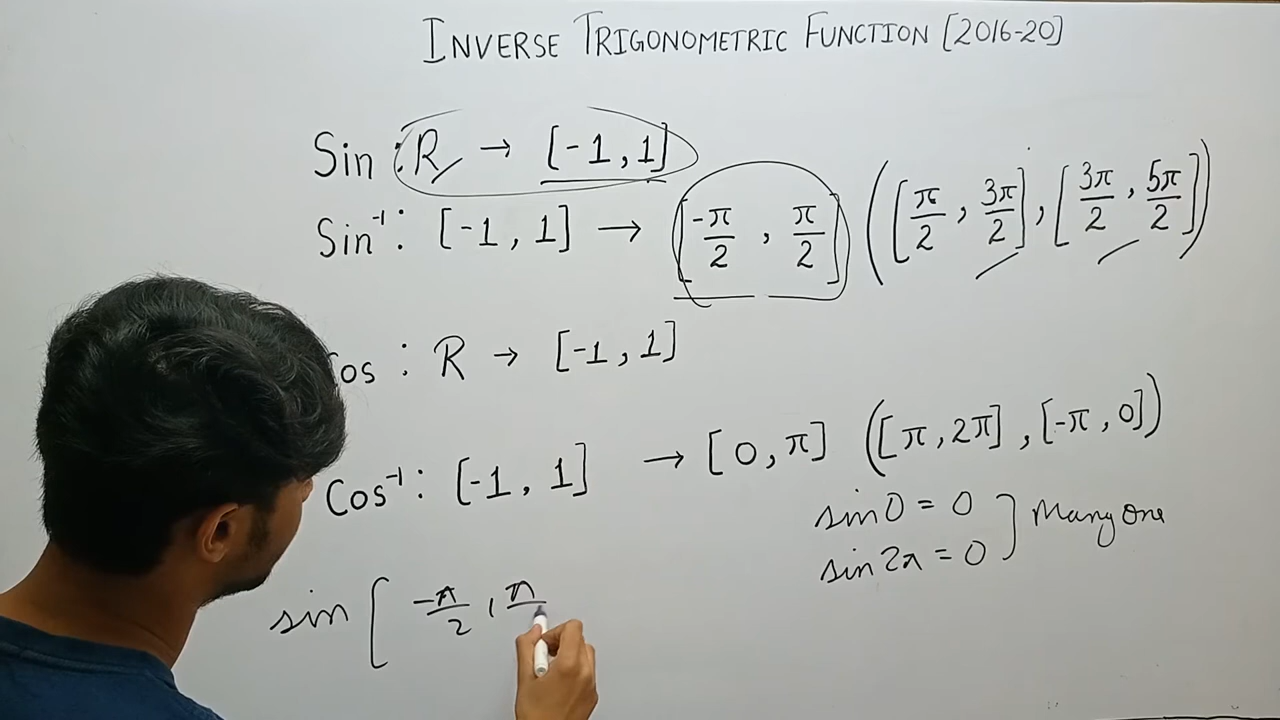 INVERSE TRIGONOMETRIC FUNCTION [2016-20]
Sin : R → [-1, 1]
Sin⁻¹ : [-1, 1] → [-π/2 , π/2] ([π/2 , 3π/2], [3π/2 , 5π/2])
Cos : R → [-1, 1]
Cos⁻¹ : [-1, 1] → [0, π] ([π, 2π], [-π, 0])
sin 0 = 0
sin 2π = 0
Many one
sin [ -π/2 , π